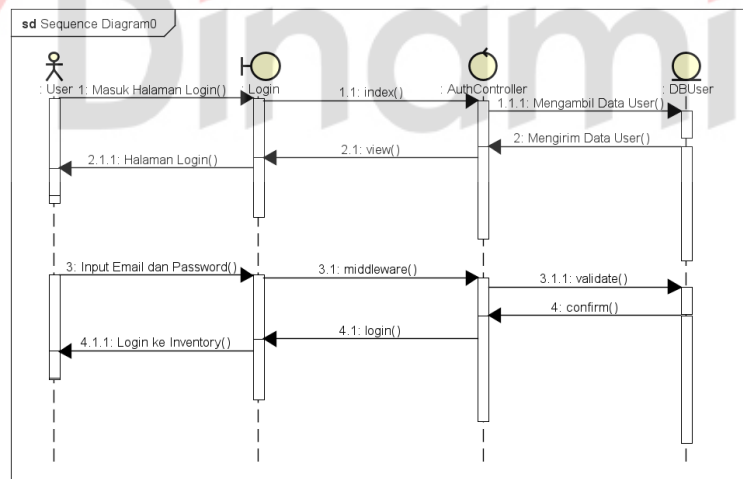 Dinami
sd Sequence Diagram0
: User
: Login
: AuthController
: DBUser
1: Masuk Halaman Login()
1.1: index()
1.1.1: Mengambil Data User()
2: Mengirim Data User()
2.1: view()
2.1.1: Halaman Login()
3: Input Email dan Password()
3.1: middleware()
3.1.1: validate()
4: confirm()
4.1: login()
4.1.1: Login ke Inventory()